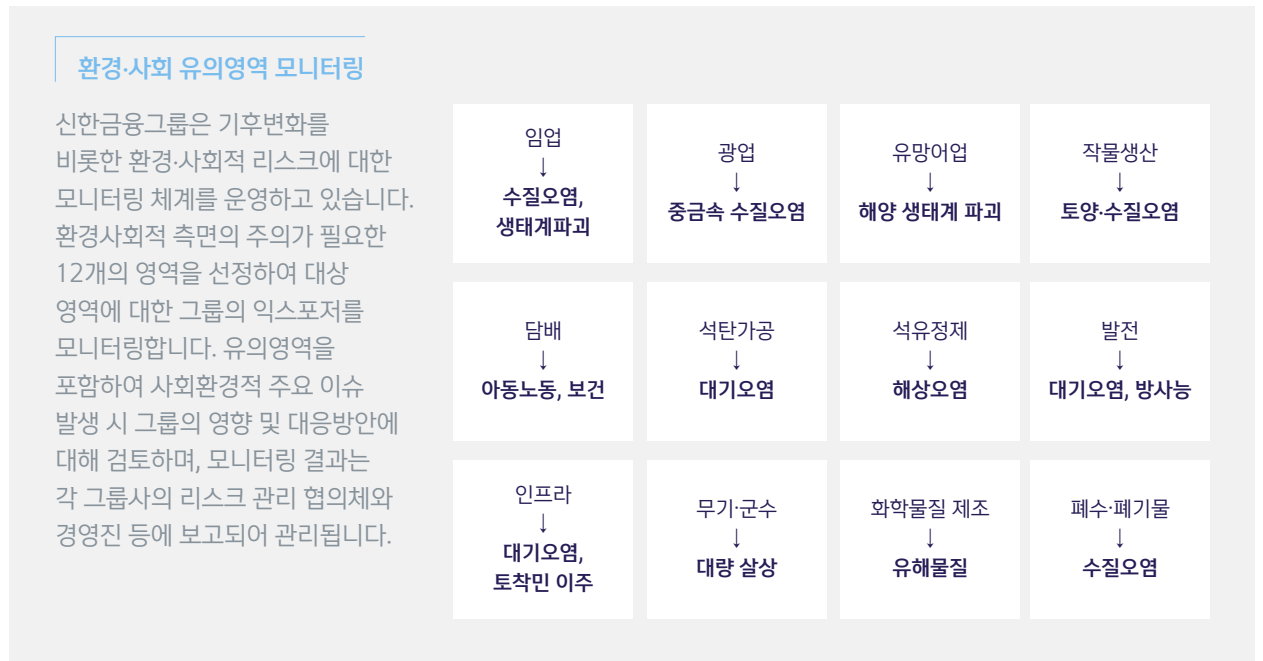 환경·사회 유의영역 모니터링
신한금융그룹은 기후변화를
비롯한 환경·사회적 리스크에 대한
모니터링 체계를 운영하고 있습니다.
환경사회적 측면의 주의가 필요한
12개의 영역을 선정하여 대상
영역에 대한 그룹의 익스포저를
모니터링합니다. 유의영역을
포함하여 사회환경적 주요 이슈
발생 시 그룹의 영향 및 대응방안에
대해 검토하며, 모니터링 결과는
각 그룹사의 리스크 관리 협의체와
경영진 등에 보고되어 관리됩니다.
임업
↓
수질오염,
생태계파괴
광업
↓
중금속 수질오염
유망어업
↓
해양 생태계 파괴
작물생산
↓
토양·수질오염
담배
↓
아동노동, 보건
석탄가공
↓
대기오염
석유정제
↓
해상오염
발전
↓
대기오염, 방사능
인프라
↓
대기오염,
토착민 이주
무기·군수
↓
대량 살상
화학물질 제조
↓
유해물질
폐수·폐기물
↓
수질오염